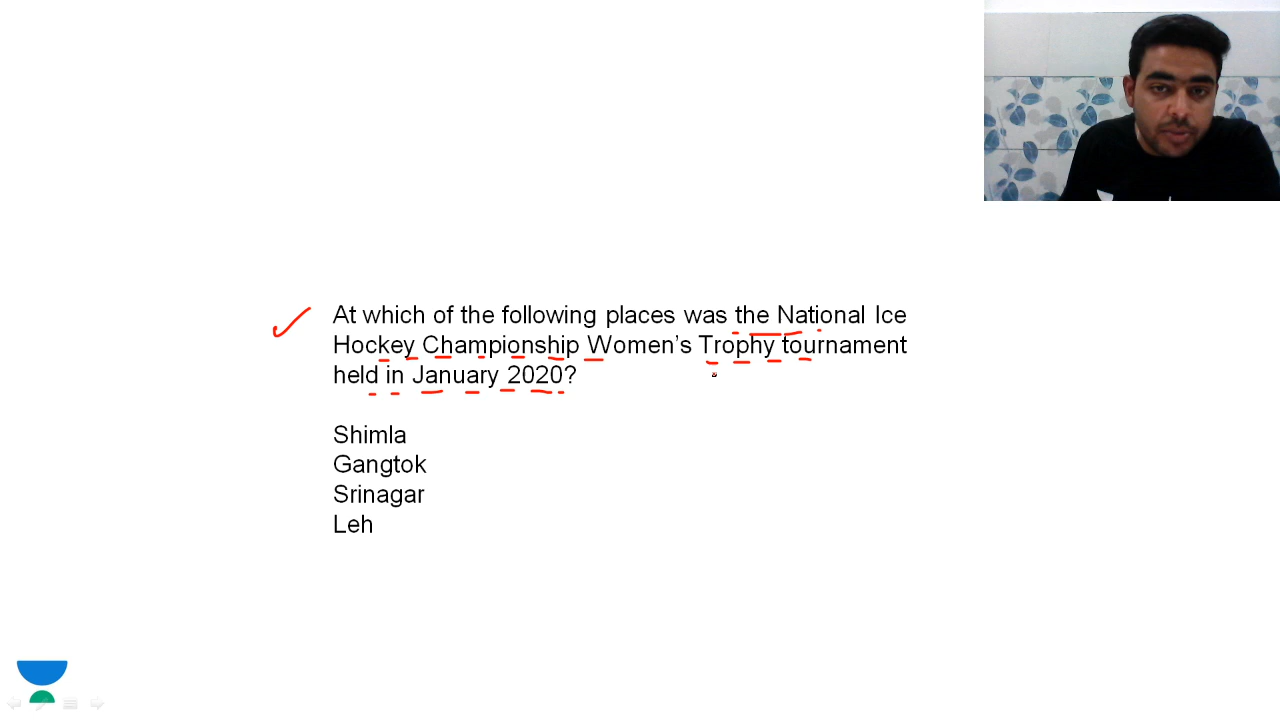 At which of the following places was the National Ice
Hockey Championship Women’s Trophy tournament
held in January 2020?
Shimla
Gangtok
Srinagar
Leh